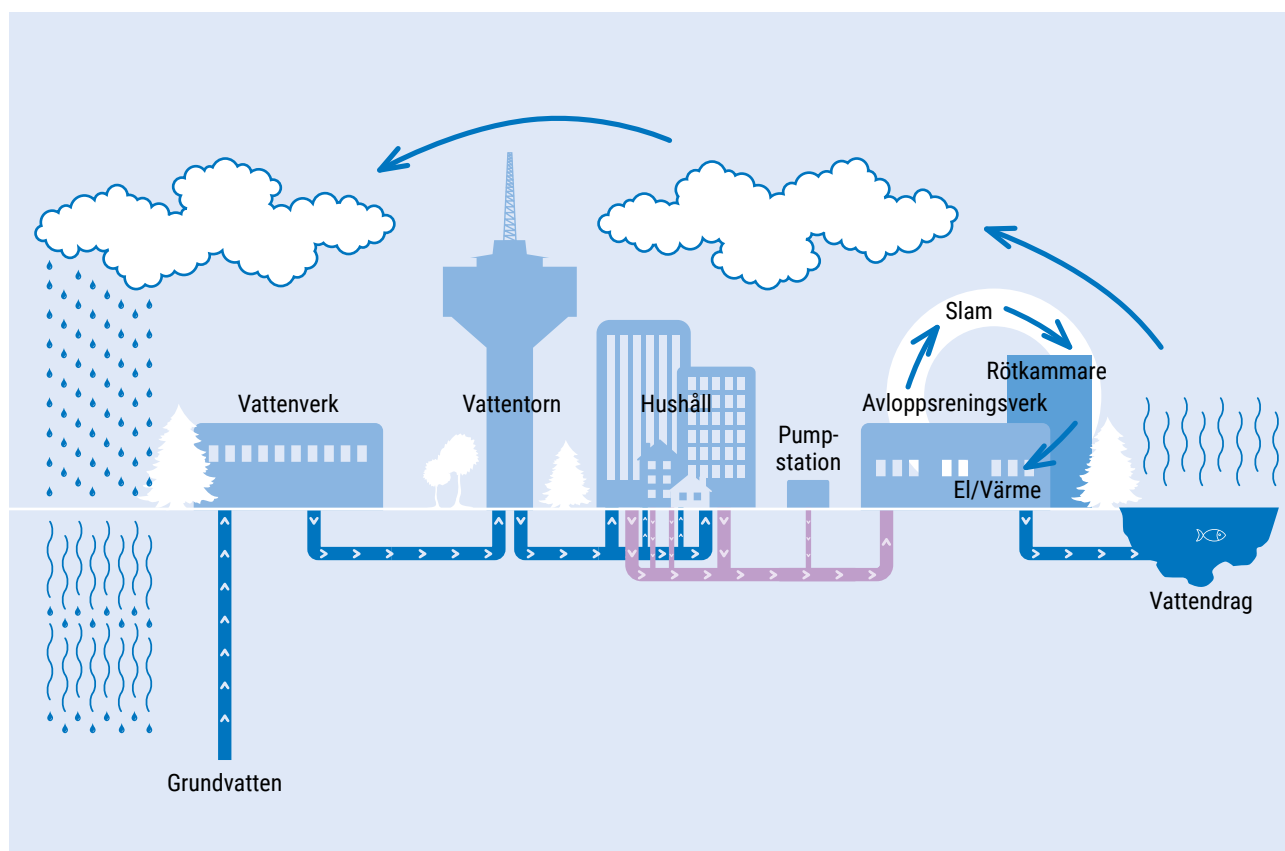 Slam
Rötkammare
Vattenverk
Vattentorn
Hushåll
Avloppsreningsverk
Pump-
station
El/Värme
Vattendrag
Grundvatten